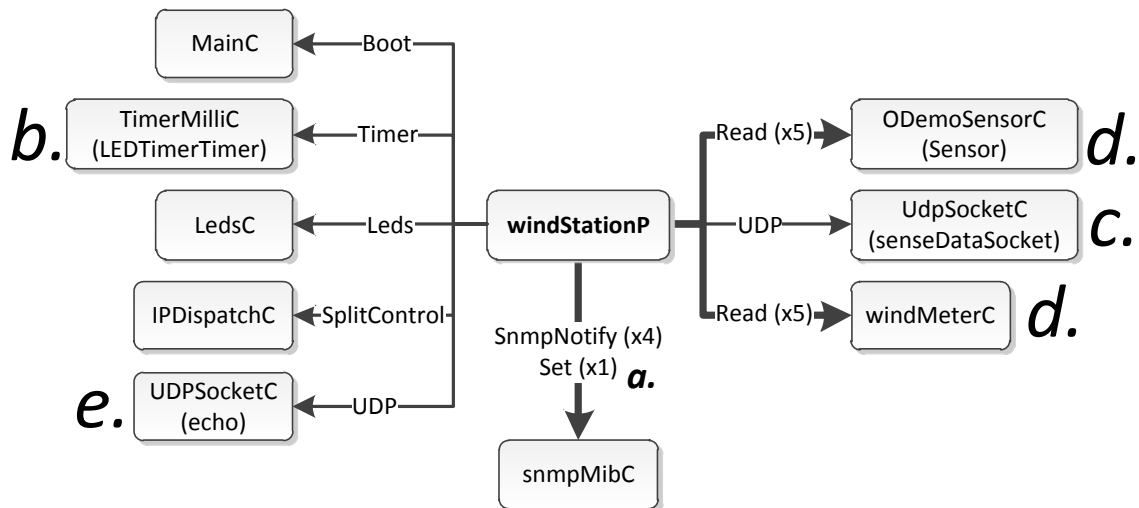 MainC
Boot
b.
TimerMilliC
(LEDTimerTimer)
Timer
LedsC
Leds
IPDispatchC
SplitControl
e.
UDPSocketC
(echo)
UDP
windStationP
SnmpNotify (x4)
Set (x1)
a.
snmpMibC
Read (x5)
ODemoSensorC
(Sensor)
d.
UDP
UdpSocketC
(senseDataSocket)
c.
Read (x5)
windMeterC
d.